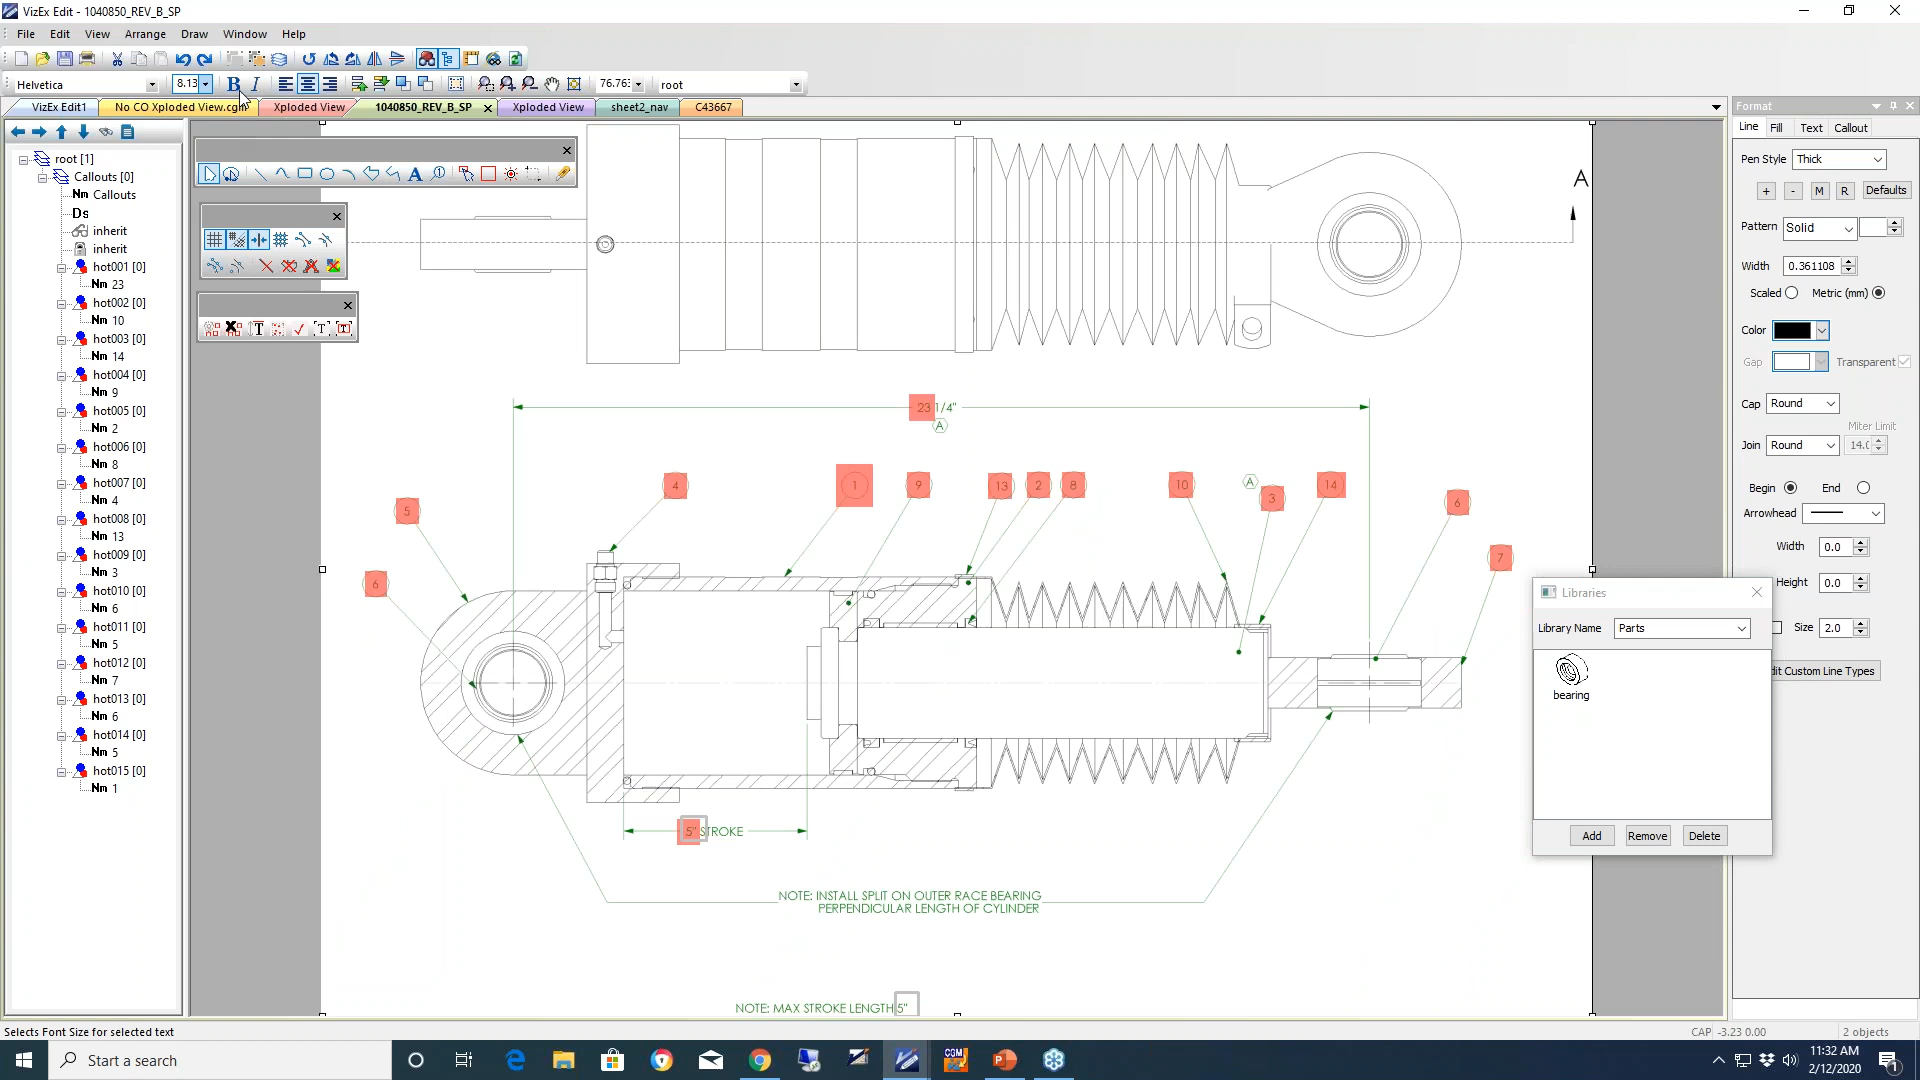 VizEx Edit - 1040850_REV_B_SP
File Edit View Arrange Draw Window Help
Helvetica 8.13 B I 76.763 root
VizEx Edit1 No CO Xploded View.cgm Xploded View 1040850_REV_B_SP Xploded View sheet2_nav C43667
root [1]
Callouts [0]
Nm Callouts
Ds
inherit
inherit
hot001 [0]
Nm 23
hot002 [0]
Nm 10
hot003 [0]
Nm 14
hot004 [0]
Nm 9
hot005 [0]
Nm 2
hot006 [0]
Nm 8
hot007 [0]
Nm 4
hot008 [0]
Nm 13
hot009 [0]
Nm 3
hot010 [0]
Nm 6
hot011 [0]
Nm 5
hot012 [0]
Nm 7
hot013 [0]
Nm 6
hot014 [0]
Nm 5
hot015 [0]
Nm 1
A
23 1/4"
A
4 1 9 13 2 8 10 A 3 14 6
5
7
6
5" STROKE
NOTE: INSTALL SPLIT ON OUTER RACE BEARING
PERPENDICULAR LENGTH OF CYLINDER
NOTE: MAX STROKE LENGTH 5"
Format
Line Fill Text Callout
Pen Style Thick
+ - M R Defaults
Pattern Solid
Width 0.361108
Scaled Metric (mm)
Color
Gap Transparent
Cap Round
Miter Limit
Join Round 14.0
Begin End
Arrowhead
Width 0.0
Height 0.0
Size 2.0
dit Custom Line Types
Libraries
Library Name Parts
bearing
Add Remove Delete
Selects Font Size for selected text
CAP -3.23 0.00 2 objects
Start a search
CGM
11:32 AM
2/12/2020
1